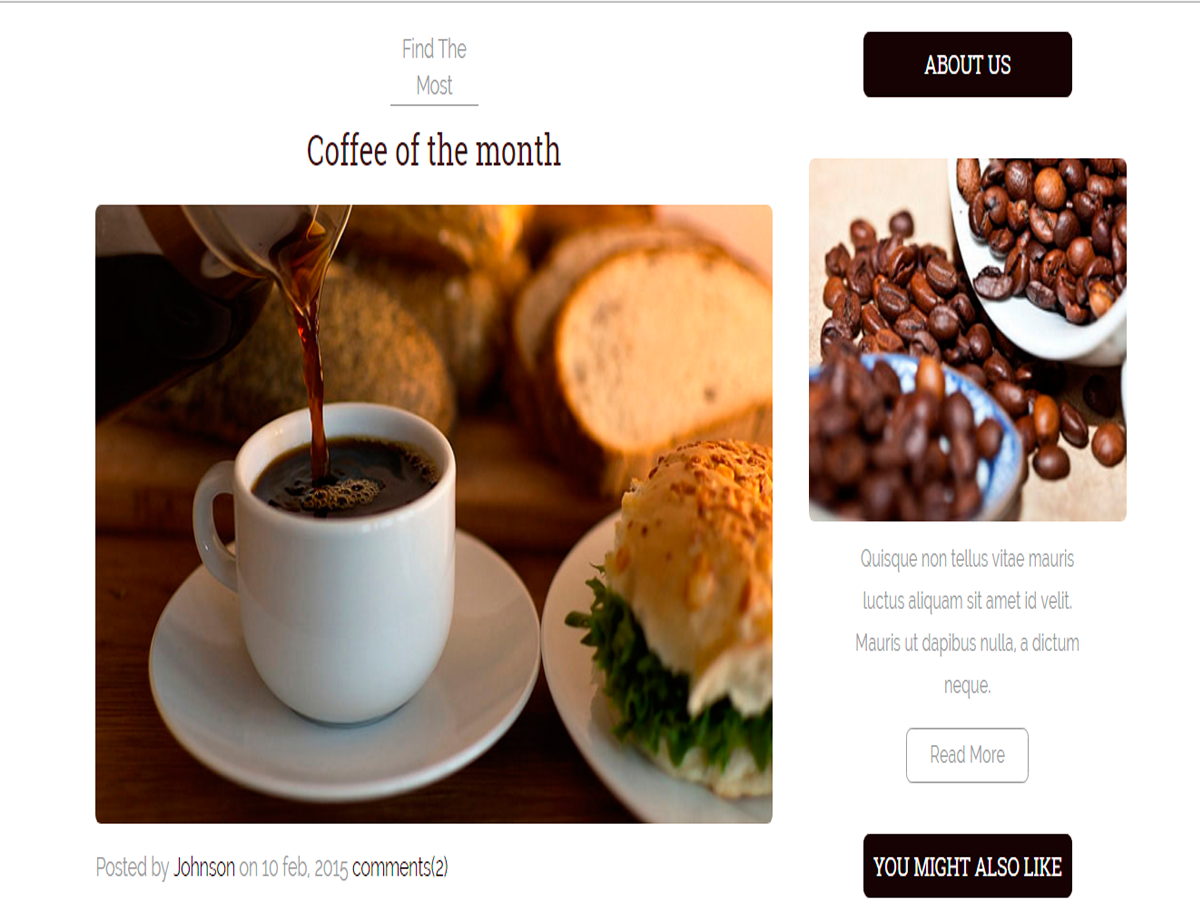 Find The
Most
Coffee of the month
Posted by Johnson on 10 feb, 2015 comments(2)
ABOUT US
Quisque non tellus vitae mauris
luctus aliquam sit amet id velit.
Mauris ut dapibus nulla, a dictum
neque.
Read More
YOU MIGHT ALSO LIKE